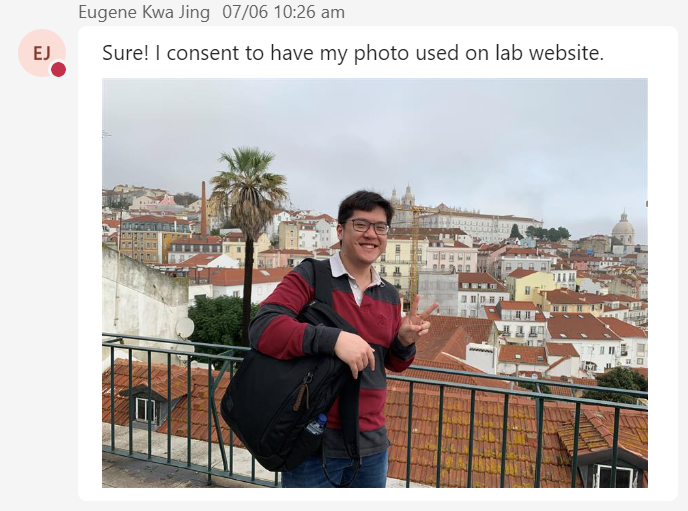 Eugene Kwa Jing 07/06 10:26 am
EJ
Sure! I consent to have my photo used on lab website.